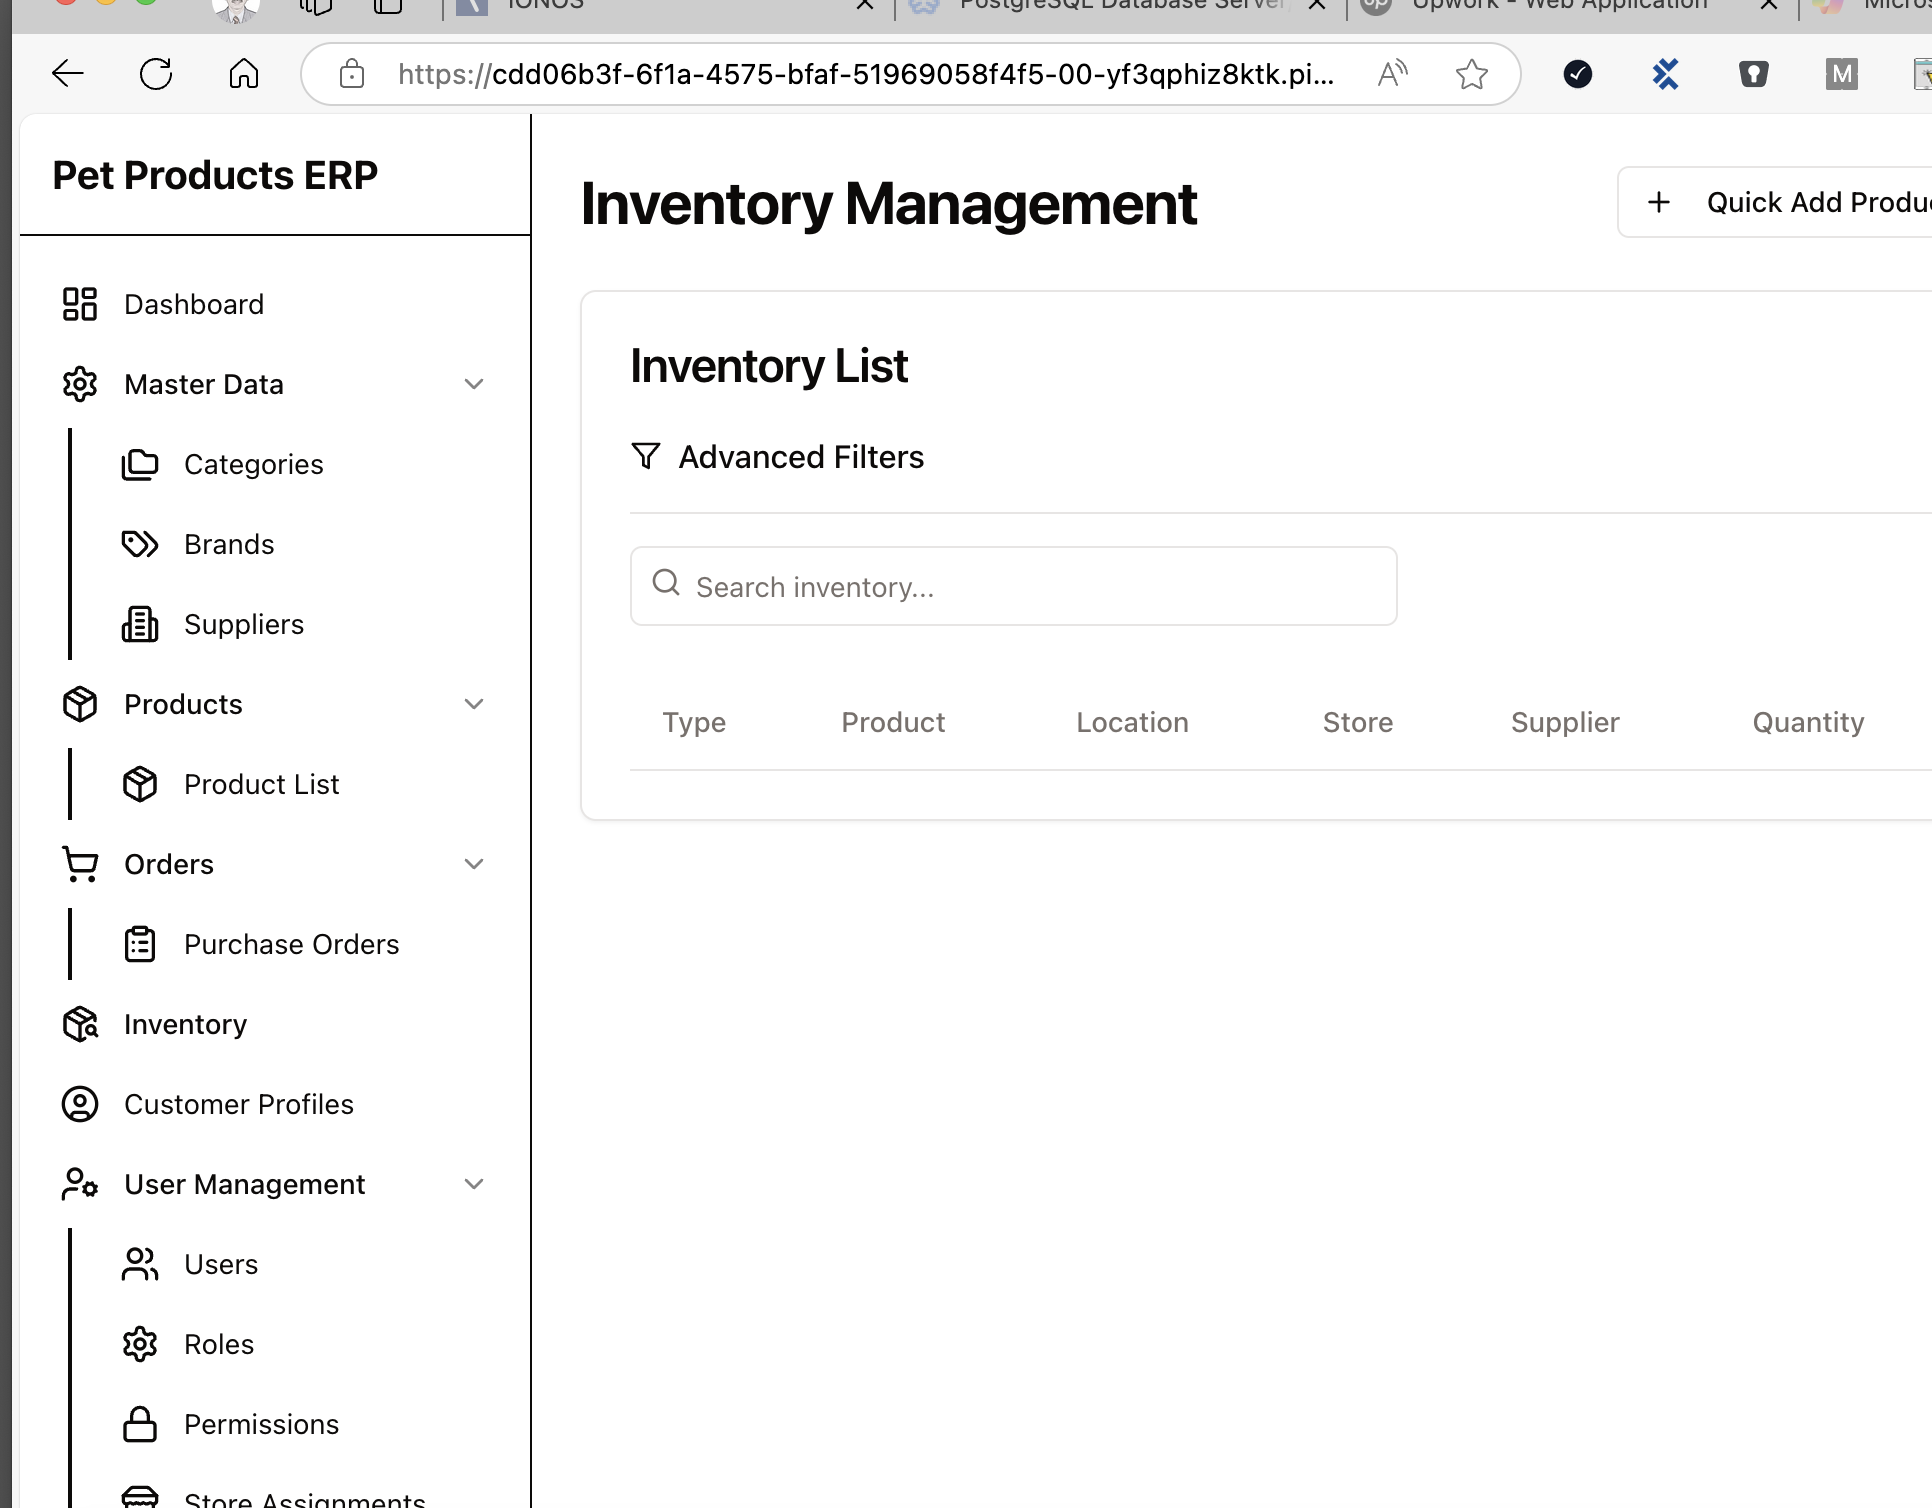 IONOS
PostgreSQL Database Server
Upwork - Web Application
https://cdd06b3f-6f1a-4575-bfaf-51969058f4f5-00-yf3qphiz8ktk.pi...
M
Pet Products ERP
Dashboard
Master Data
Categories
Brands
Suppliers
Products
Product List
Orders
Purchase Orders
Inventory
Customer Profiles
User Management
Users
Roles
Permissions
Store Assignments
Inventory Management
+ Quick Add Produ
Inventory List
Advanced Filters
Search inventory...
Type Product Location Store Supplier Quantity